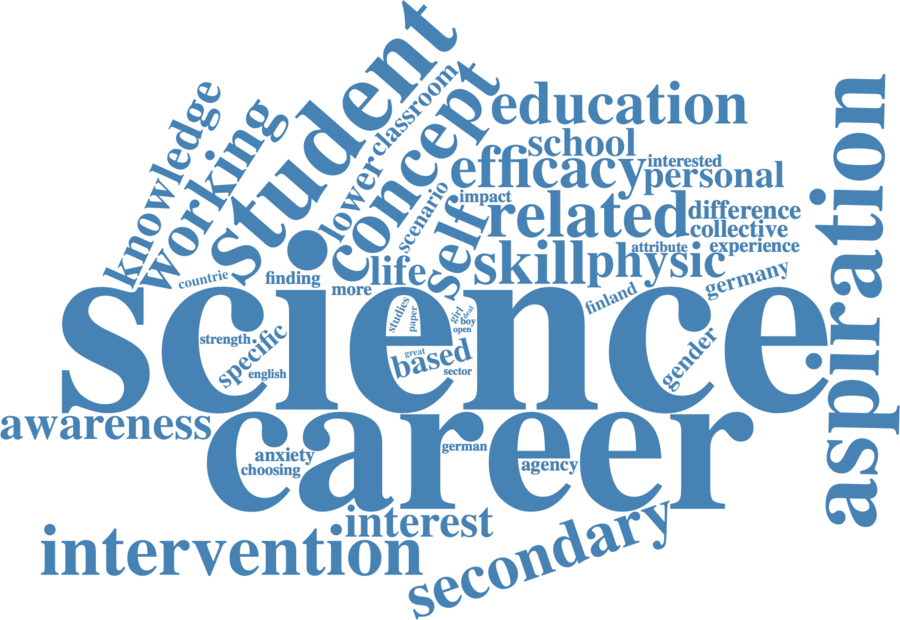 student
knowledge
working
classroom
lower
concept
education
school
efficacy
interested
personal
scenario
impact
self
related
difference
collective
attribute
experience
countrie
finding
more
life
skill
physic
finland
germany
aspiration
science
studies
paper
girl
deal
boy
open
strength
specific
english
great
based
sector
gender
awareness
career
anxiety
choosing
german
agency
interest
intervention
secondary